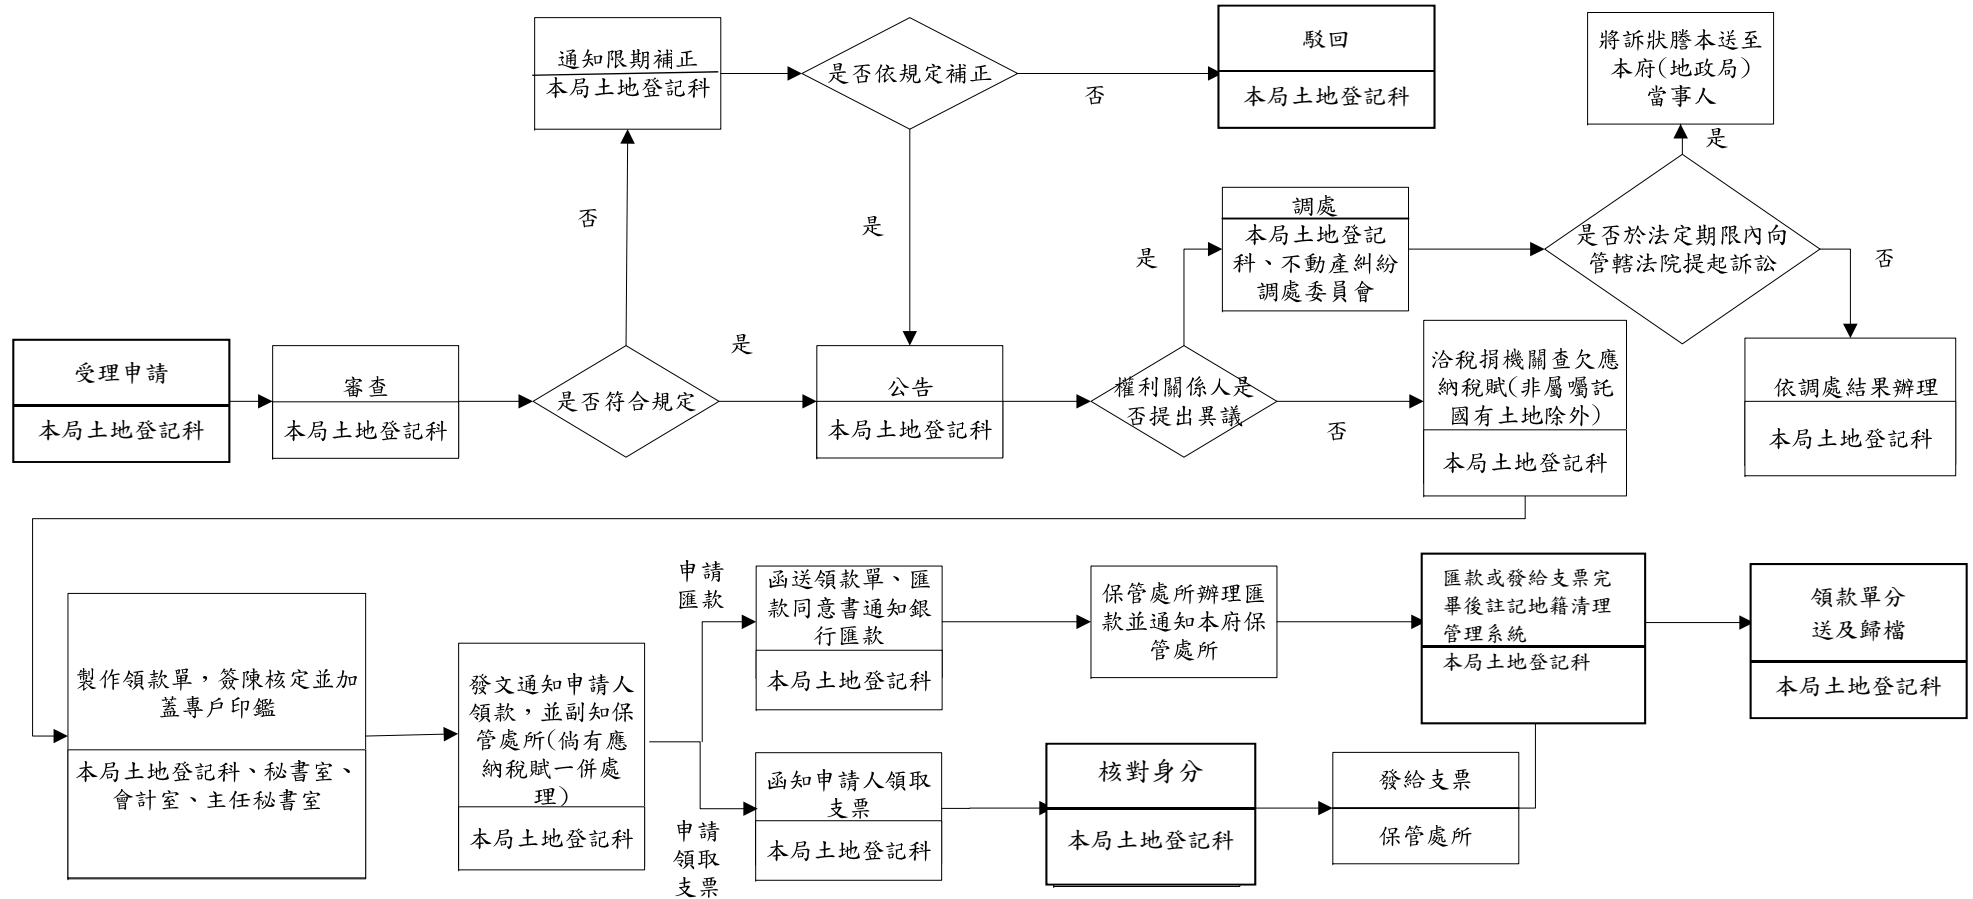 通知限期補正
本局土地登記科
是否依規定補正
否
駁回
本局土地登記科
將訴狀謄本送至
本府(地政局)
當事人
是
否
是
是
調處
本局土地登記
科、不動產糾紛
調處委員會
是否於法定期限內向
管轄法院提起訴訟
否
受理申請
本局土地登記科
審查
本局土地登記科
是否符合規定
是
公告
本局土地登記科
權利關係人是
否提出異議
否
洽稅捐機關查欠應
納稅賦(非屬囑託
國有土地除外)
本局土地登記科
依調處結果辦理
本局土地登記科
製作領款單，簽陳核定並加
蓋專戶印鑑
本局土地登記科、秘書室、
會計室、主任秘書室
發文通知申請人
領款，並副知保
管處所(倘有應
納稅賦一併處
理)
本局土地登記科
申請
匯款
函送領款單、匯
款同意書通知銀
行匯款
本局土地登記科
保管處所辦理匯
款並通知本府保
管處所
匯款或發給支票完
畢後註記地籍清理
管理系統
本局土地登記科
領款單分
送及歸檔
本局土地登記科
申請
領取
支票
函知申請人領取
支票
本局土地登記科
核對身分
本局土地登記科
發給支票
保管處所